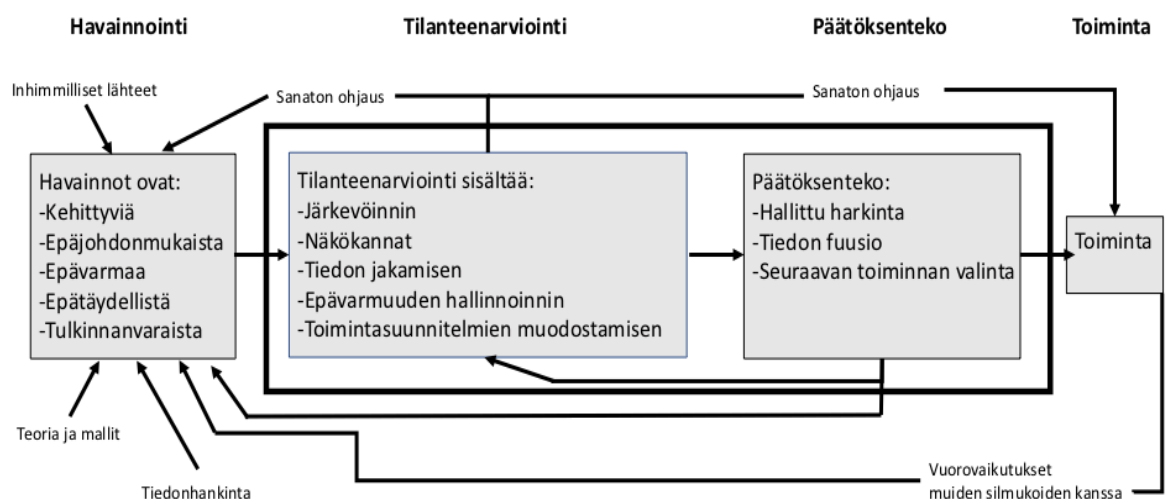 Havainnointi
Tilanteenarviointi
Päätöksenteko
Toiminta
Inhimmilliset lähteet
Sanaton ohjaus
Sanaton ohjaus
Havainnot ovat:
-Kehittyviä
-Epäjohdonmukaista
-Epävarmaa
-Epätäydellistä
-Tulkinnanvaraista
Tilanteenarviointi sisältää:
-Järkevöinnin
-Näkökannat
-Tiedon jakamisen
-Epävarmuuden hallinnoinnin
-Toimintasuunnitelmien muodostamisen
Päätöksenteko:
-Hallittu harkinta
-Tiedon fuusio
-Seuraavan toiminnan valinta
Toiminta
Teoria ja mallit
Tiedonhankinta
Vuorovaikutukset
muiden silmukoiden kanssa